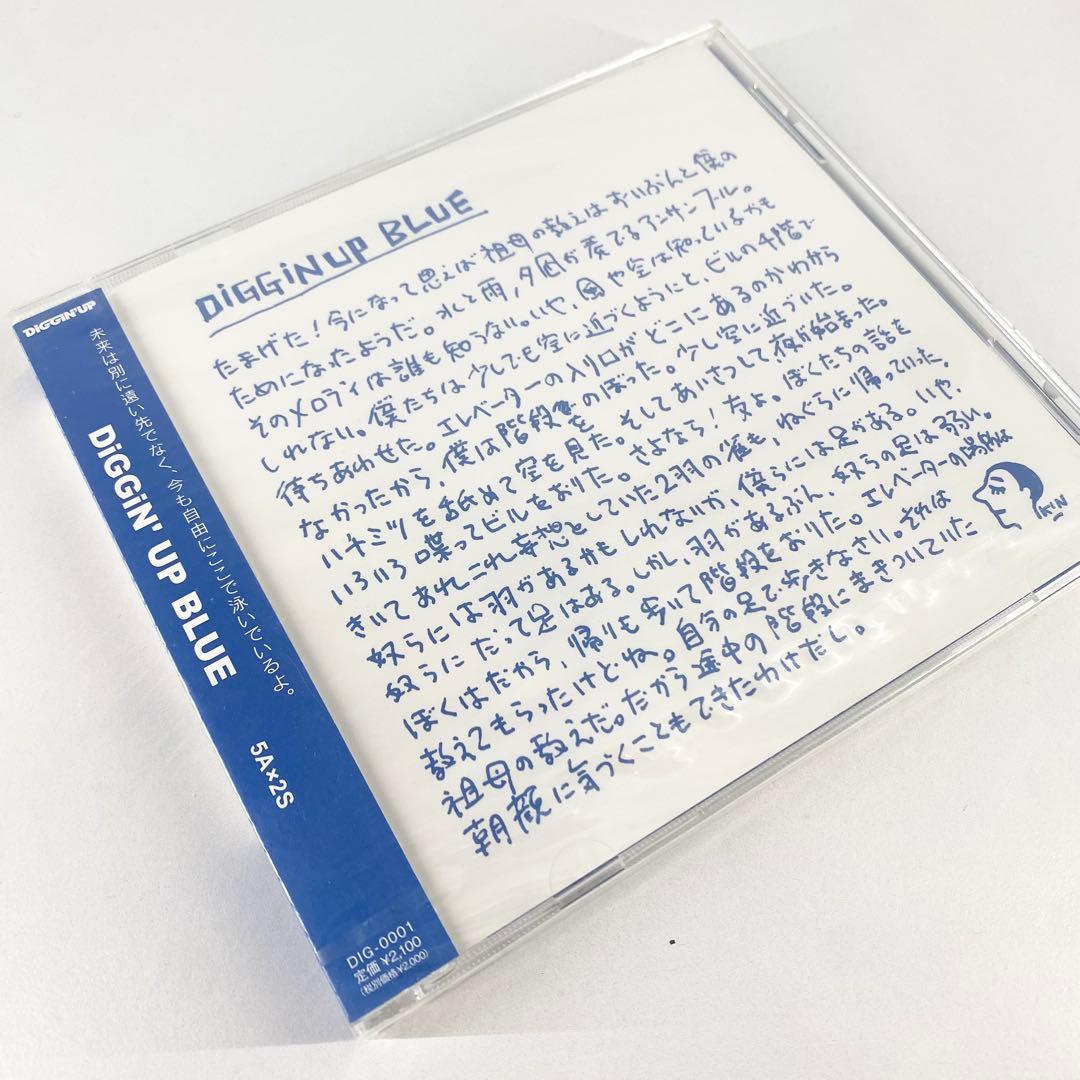 DiGGiN'UP
未来は別に遠い先でなく、今も自由にここで泳いでいるよ。
DiGGiN' UP BLUE
5A×2S
DIG-0001
定価 ¥2,100
(税別価格¥2,000)
DiGGiN UP BLUE
たまげた！今になって思えば祖母の教えはずいぶんと僕の
ためになったようだ。水と雨,夕凪が奏でるアンサンブル。
そのメロディは誰も知らない。いや、風や空は知っているかも
しれない。僕たちは少しでも空に近づくようにと、ビルの4階で
待ちあわせた。エレベーターの入り口がどこにあるのかわから
なかったから、僕は階段をのぼった。少し空に近づいた。
ハチミツを舐めて空を見た。そしてあいさつして夜が始まった。
いろいろ喋ってビルをおりた。さよなら！友よ。ぼくたちの話を
きいてあれこれ妄想としていた2羽の雀も,ねぐらに帰っていった。
奴らには羽があるかもしれないが、僕らには足がある。いや、
奴らにだって足はある。しかし、羽があるぶん、奴らの足は弱い。
ぼくはだから、帰りも歩いて階段をおりた。エレベーターの場所は
教えてもらったけどね。自分の足で歩きなさい。それは
祖母の教えだ。だから途中の階段にまきついていた
朝顔に気づくこともできたわけだし。
KIN